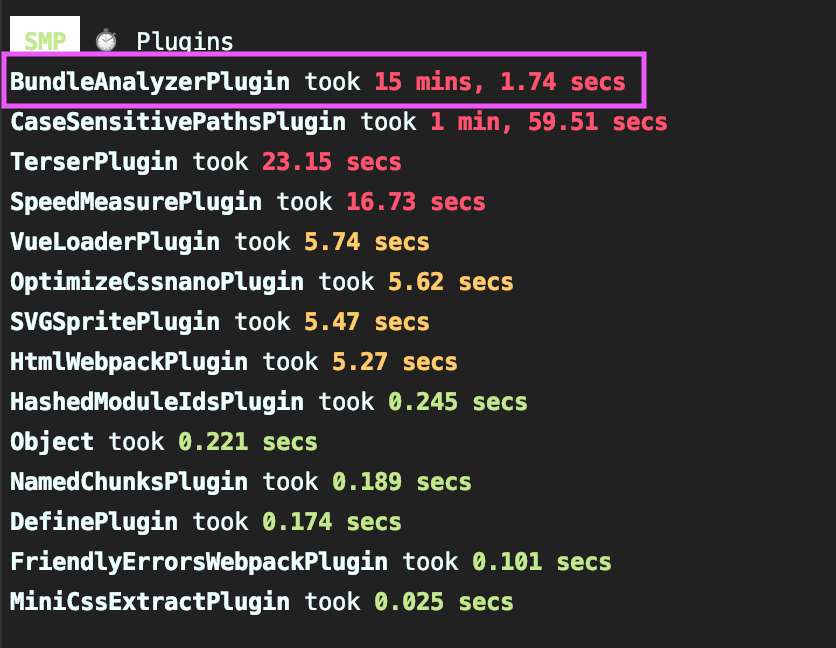 SMP ⏱ Plugins
BundleAnalyzerPlugin took 15 mins, 1.74 secs
CaseSensitivePathsPlugin took 1 min, 59.51 secs
TerserPlugin took 23.15 secs
SpeedMeasurePlugin took 16.73 secs
VueLoaderPlugin took 5.74 secs
OptimizeCssnanoPlugin took 5.62 secs
SVGSpritePlugin took 5.47 secs
HtmlWebpackPlugin took 5.27 secs
HashedModuleIdsPlugin took 0.245 secs
Object took 0.221 secs
NamedChunksPlugin took 0.189 secs
DefinePlugin took 0.174 secs
FriendlyErrorsWebpackPlugin took 0.101 secs
MiniCssExtractPlugin took 0.025 secs